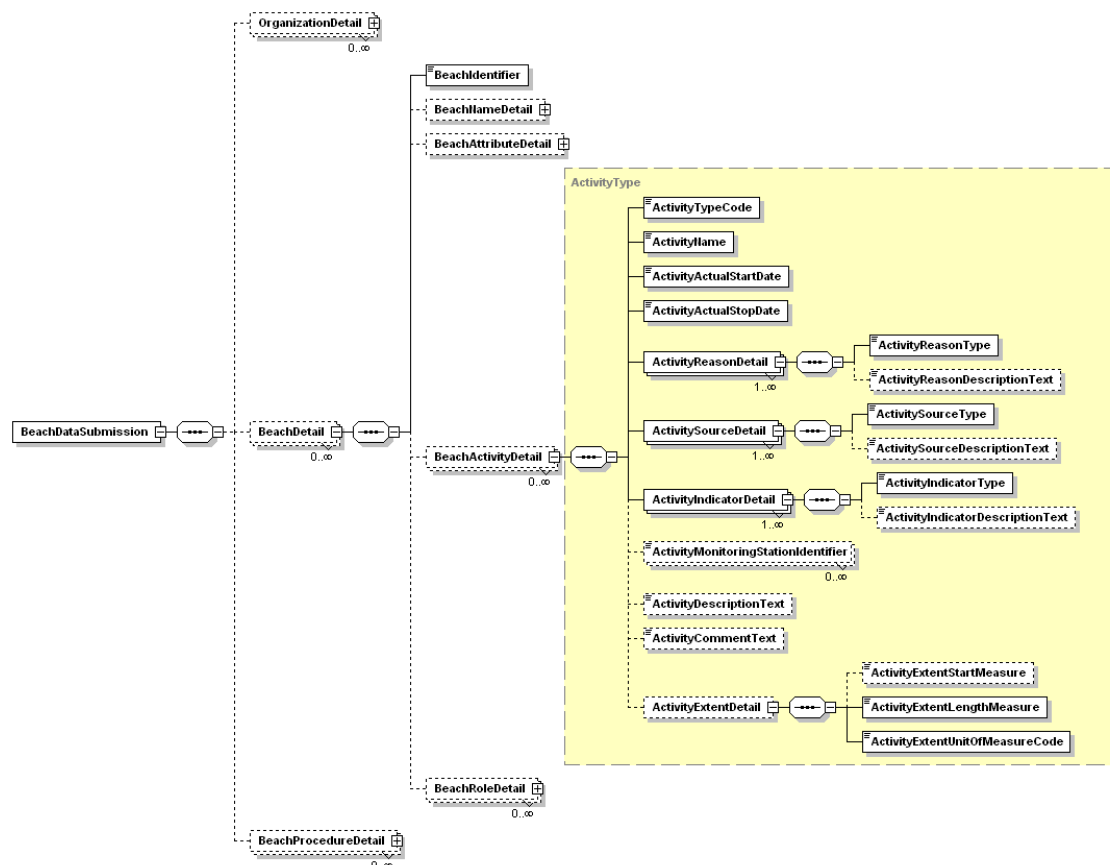 OrganizationDetail
0..∞
BeachIdentifier
BeachNameDetail
BeachAttributeDetail
ActivityType
ActivityTypeCode
ActivityName
ActivityActualStartDate
ActivityActualStopDate
ActivityReasonDetail
1..∞
ActivityReasonType
ActivityReasonDescriptionText
BeachDataSubmission
BeachDetail
0..∞
BeachActivityDetail
0..∞
ActivitySourceDetail
1..∞
ActivitySourceType
ActivitySourceDescriptionText
ActivityIndicatorDetail
1..∞
ActivityIndicatorType
ActivityIndicatorDescriptionText
ActivityMonitoringStationIdentifier
0..∞
ActivityDescriptionText
ActivityCommentText
ActivityExtentDetail
ActivityExtentStartMeasure
ActivityExtentLengthMeasure
ActivityExtentUnitOfMeasureCode
BeachRoleDetail
0..∞
BeachProcedureDetail
0..∞